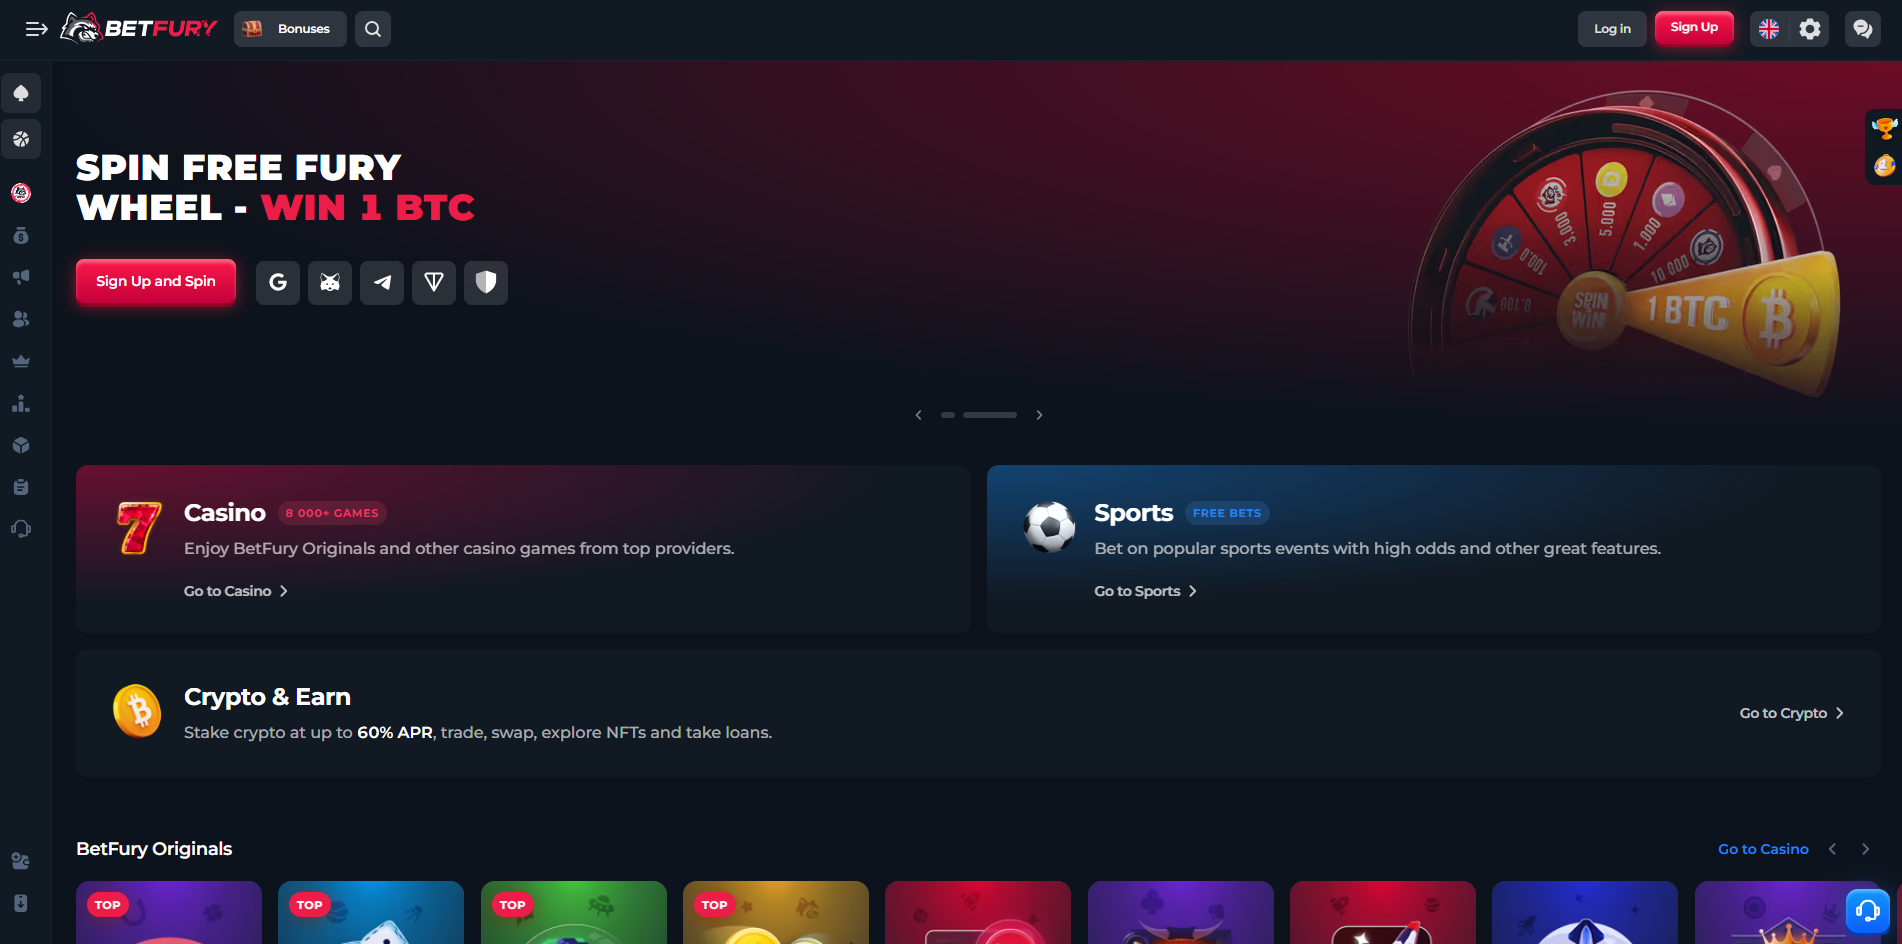 BETFURY
Bonuses
Log in
Sign Up
SPIN FREE FURY
WHEEL - WIN 1 BTC
Sign Up and Spin
0,100
100,0
3.000
5.000
1.000
10 000
SPIN
WIN
1 BTC
Casino
8 000+ GAMES
Enjoy BetFury Originals and other casino games from top providers.
Go to Casino
Sports
FREE BETS
Bet on popular sports events with high odds and other great features.
Go to Sports
Crypto & Earn
Stake crypto at up to 60% APR, trade, swap, explore NFTs and take loans.
Go to Crypto
BetFury Originals
Go to Casino
TOP
TOP
TOP
TOP